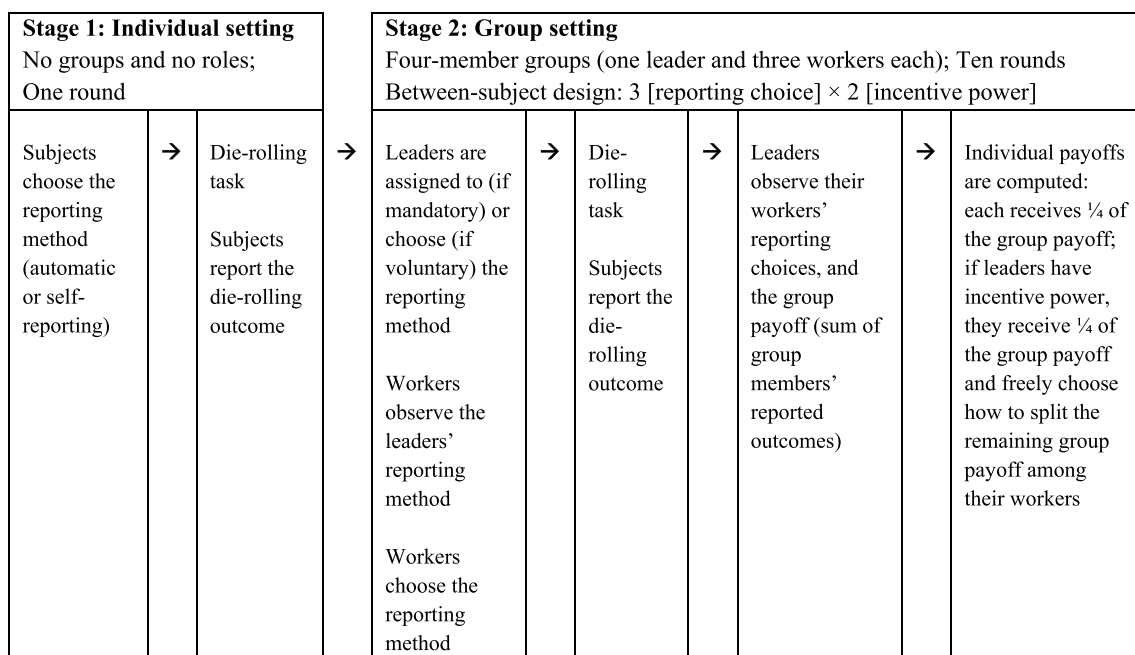 Stage 1: Individual setting
No groups and no roles;
One round
Stage 2: Group setting
Four-member groups (one leader and three workers each); Ten rounds
Between-subject design: 3 [reporting choice] × 2 [incentive power]
Subjects
choose the
reporting
method
(automatic
or self-
reporting)
→
Die-rolling
task
Subjects
report the
die-rolling
outcome
→
Leaders are
assigned to (if
mandatory) or
choose (if
voluntary) the
reporting
method
Workers
observe the
leaders’
reporting
method
Workers
choose the
reporting
method
→
Die-
rolling
task
Subjects
report the
die-
rolling
outcome
→
Leaders
observe their
workers’
reporting
choices, and
the group
payoff (sum of
group
members’
reported
outcomes)
→
Individual payoffs
are computed:
each receives ¼ of
the group payoff;
if leaders have
incentive power,
they receive ¼ of
the group payoff
and freely choose
how to split the
remaining group
payoff among
their workers